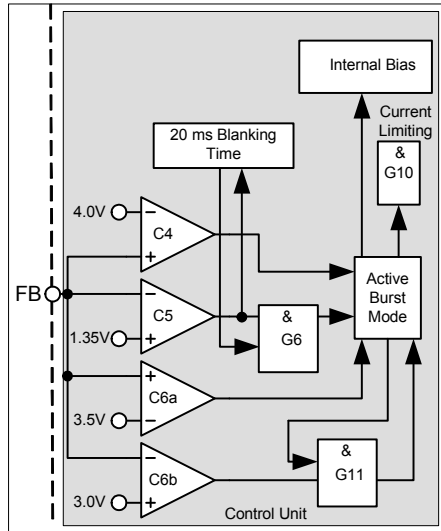 Internal Bias
Current
Limiting
20 ms Blanking
Time
&
G10
4.0V
−
C4
+
FB
−
C5
+
1.35V
&
G6
Active
Burst
Mode
+
C6a
−
3.5V
−
C6b
+
3.0V
&
G11
Control Unit